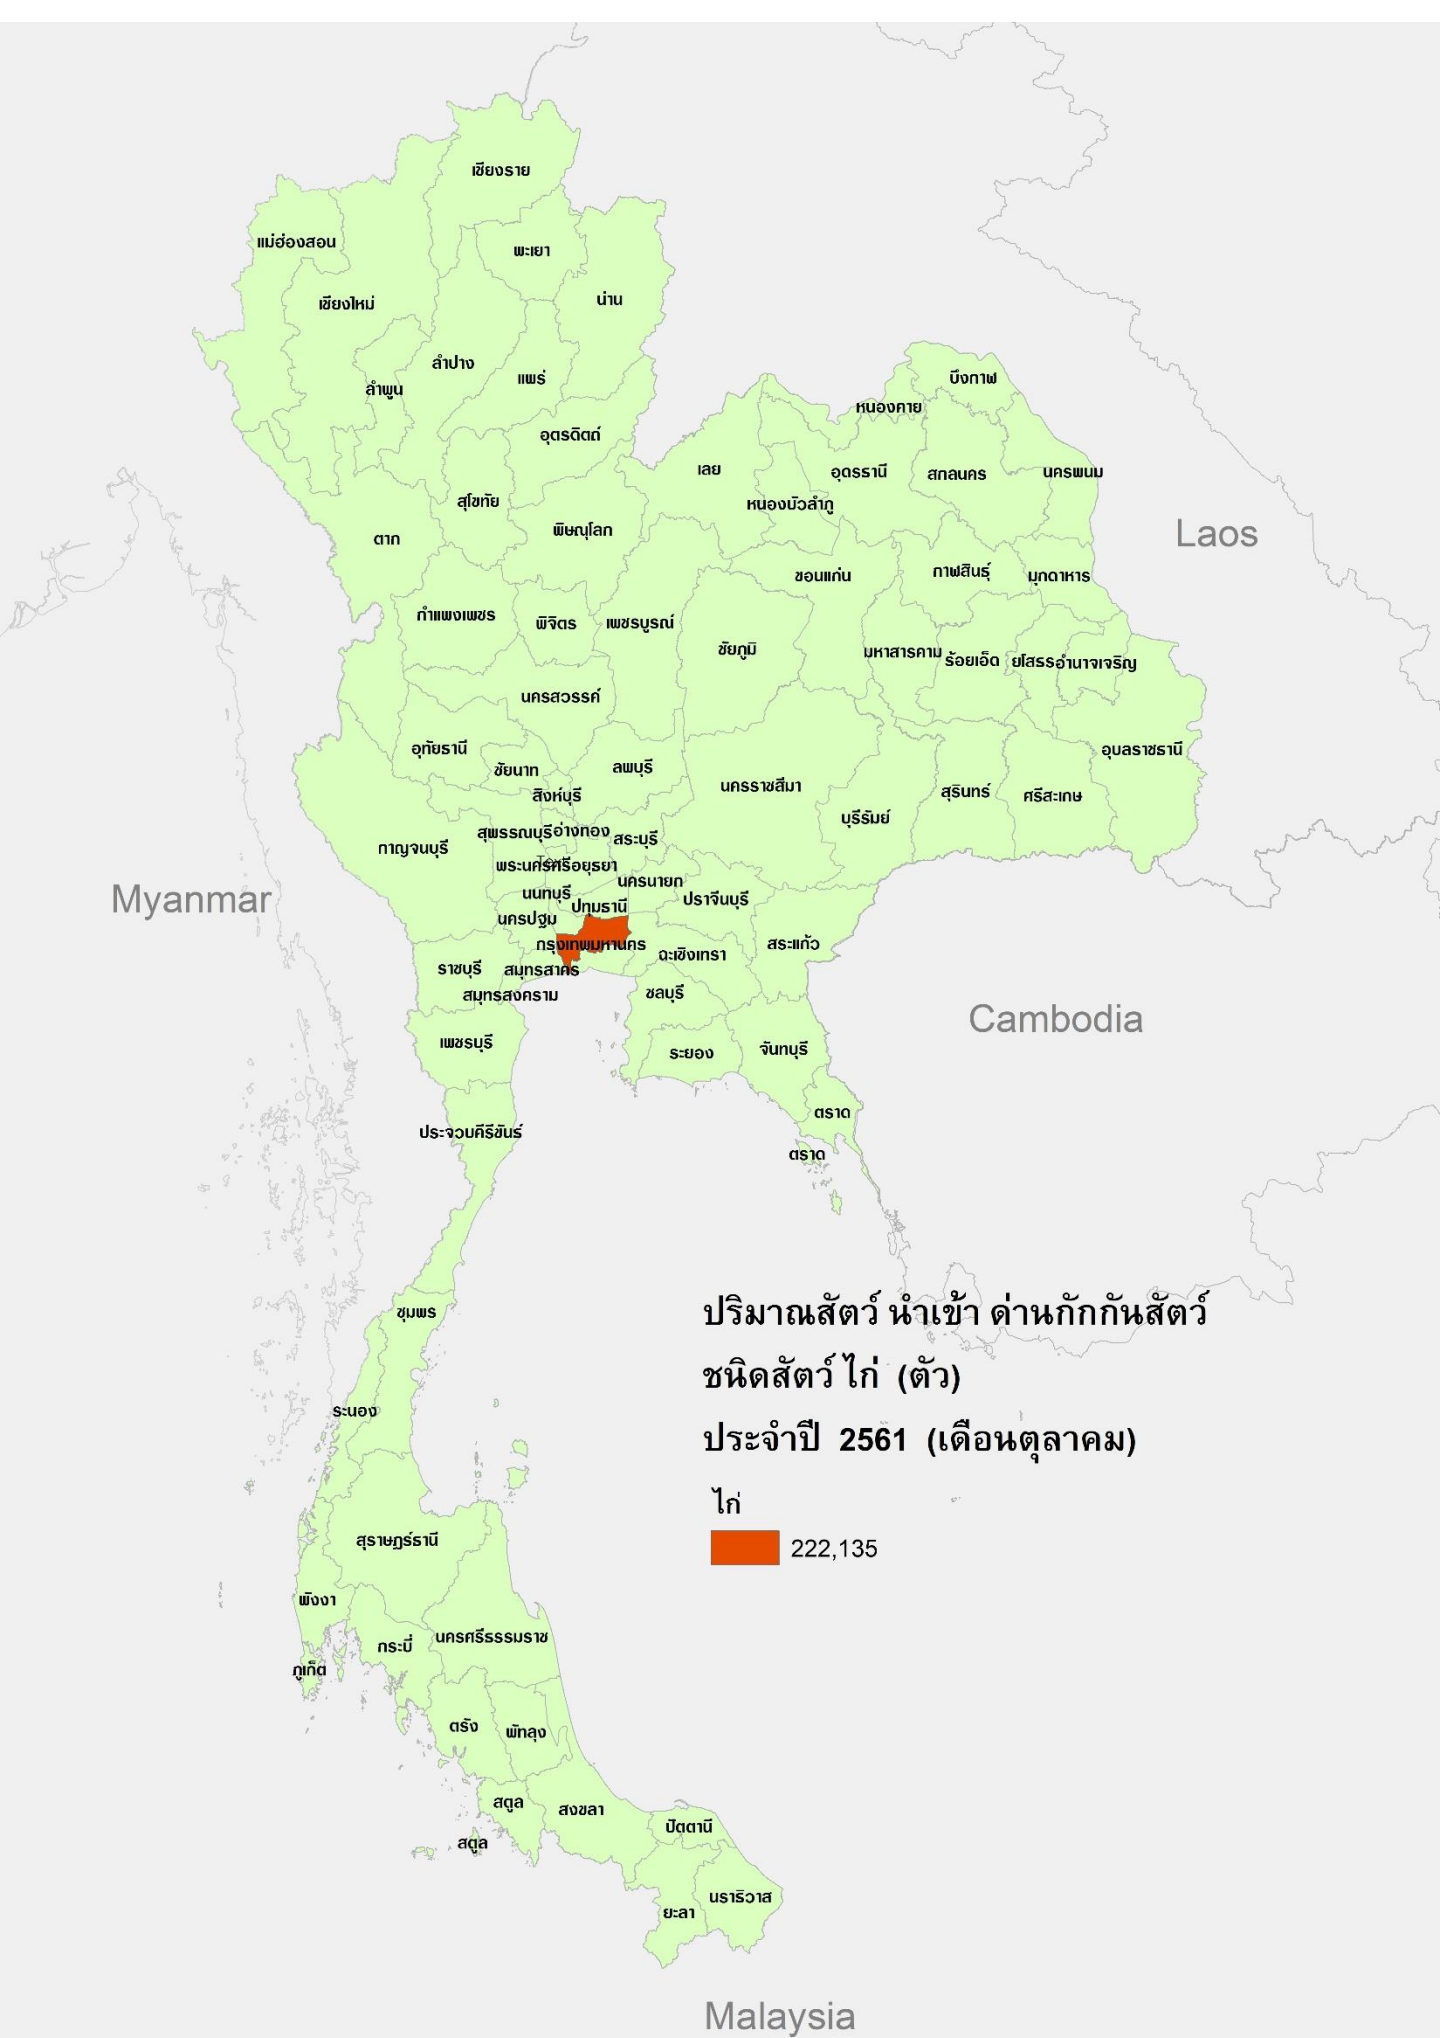 เชียงราย
แม่ฮ่องสอน
พะเยา
น่าน
เชียงใหม่
ลำปาง
แพร่
ลำพูน
บึงกาฬ
หนองคาย
อุตรดิตถ์
เลย
อุดรธานี
สกลนคร
นครพนม
สุโขทัย
หนองบัวลำภู
พิษณุโลก
ตาก
Laos
ขอนแก่น
กาฬสินธุ์
มุกดาหาร
กำแพงเพชร
พิจิตร
เพชรบูรณ์
ชัยภูมิ
มหาสารคาม
ร้อยเอ็ด
ยโสธร
อำนาจเจริญ
นครสวรรค์
อุทัยธานี
ชัยนาท
ลพบุรี
อุบลราชธานี
นครราชสีมา
สิงห์บุรี
สุรินทร์
ศรีสะเกษ
บุรีรัมย์
สุพรรณบุรี
อ่างทอง
สระบุรี
กาญจนบุรี
พระนครศรีอยุธยา
นครนายก
Myanmar
นนทบุรี
ปทุมธานี
ปราจีนบุรี
นครปฐม
กรุงเทพมหานคร
ฉะเชิงเทรา
สระแก้ว
ราชบุรี
สมุทรสาคร
สมุทรสงคราม
ชลบุรี
Cambodia
เพชรบุรี
ระยอง
จันทบุรี
ตราด
ประจวบคีรีขันธ์
ตราด
ชุมพร
ปริมาณสัตว์ นำเข้า ด่านกักกันสัตว์
ชนิดสัตว์ ไก่ (ตัว)
ประจำปี 2561 (เดือนตุลาคม)
ไก่
222,135
ระนอง
สุราษฎร์ธานี
พังงา
กระบี่
นครศรีธรรมราช
ภูเก็ต
ตรัง
พัทลุง
สตูล
สงขลา
ปัตตานี
สตูล
นราธิวาส
ยะลา
Malaysia